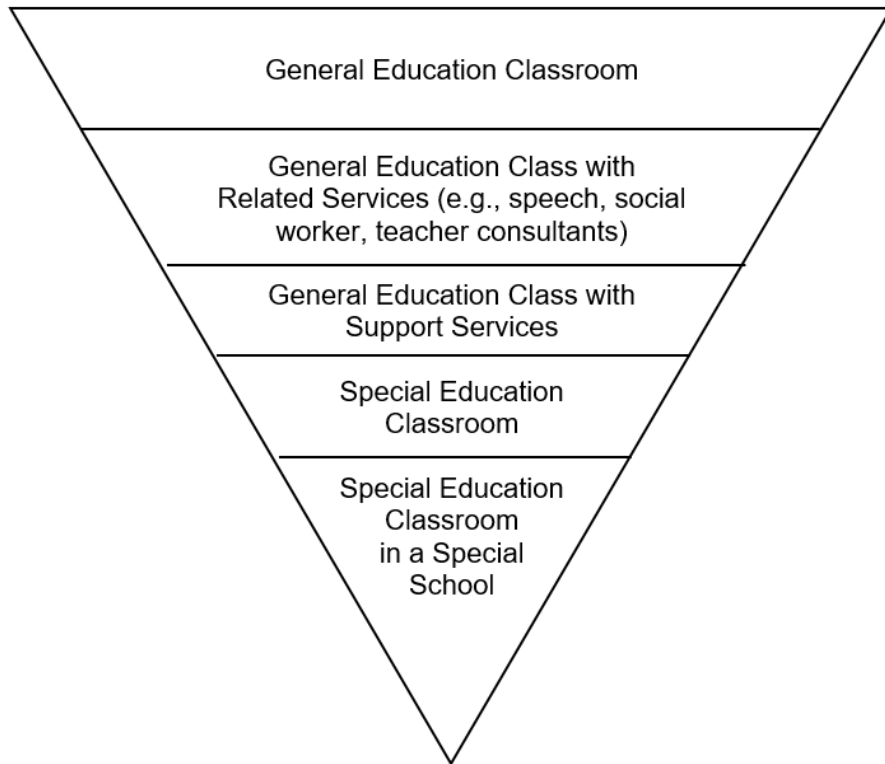 General Education Classroom
General Education Class with
Related Services (e.g., speech, social
worker, teacher consultants)
General Education Class with
Support Services
Special Education
Classroom
Special Education
Classroom
in a Special
School